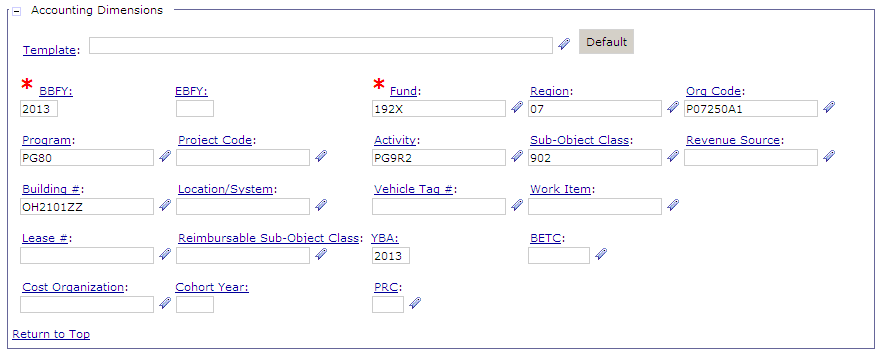 Accounting Dimensions
Template: Default
* BBFY: EBFY: * Fund: Region: Org Code:
2013 192X 07 P07250A1
Program: Project Code: Activity: Sub-Object Class: Revenue Source:
PG80 PG9R2 902
Building #: Location/System: Vehicle Tag #: Work Item:
OH2101ZZ
Lease #: Reimbursable Sub-Object Class: YBA: BETC:
2013
Cost Organization: Cohort Year: PRC:
Return to Top